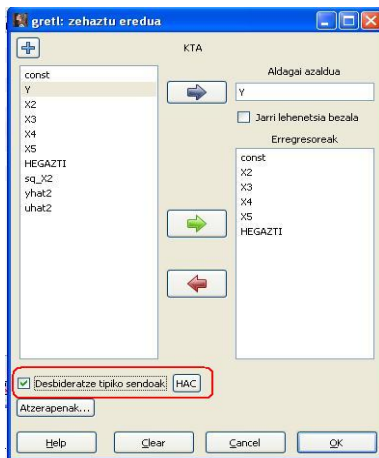 gretl: zehaztu eredua
KTA
const
Y
X2
X3
X4
X5
HEGAZTI
sq_X2
yhat2
uhat2
Aldagai azaldua
Y
Jarri lehenetsia bezala
Erregresoreak
const
X2
X3
X4
X5
HEGAZTI
Desbideratze tipiko sendoak HAC
Atzerapenak...
Help Clear Cancel OK